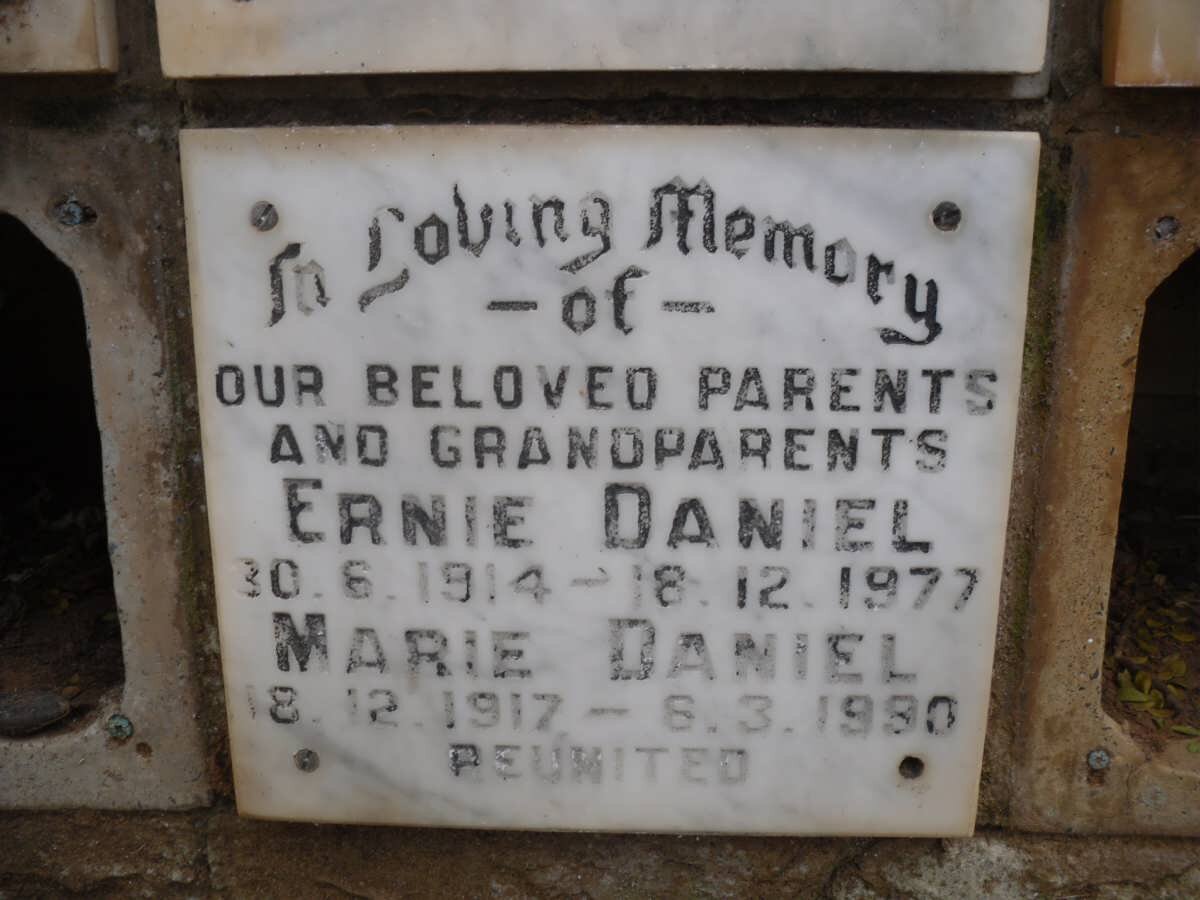 In Loving Memory
- of -
OUR BELOVED PARENTS
AND GRANDPARENTS
ERNIE DANIEL
30. 6. 1914 - 18. 12. 1977
MARIE DANIEL
18. 12. 1917 - 6. 3. 1990
REUNITED